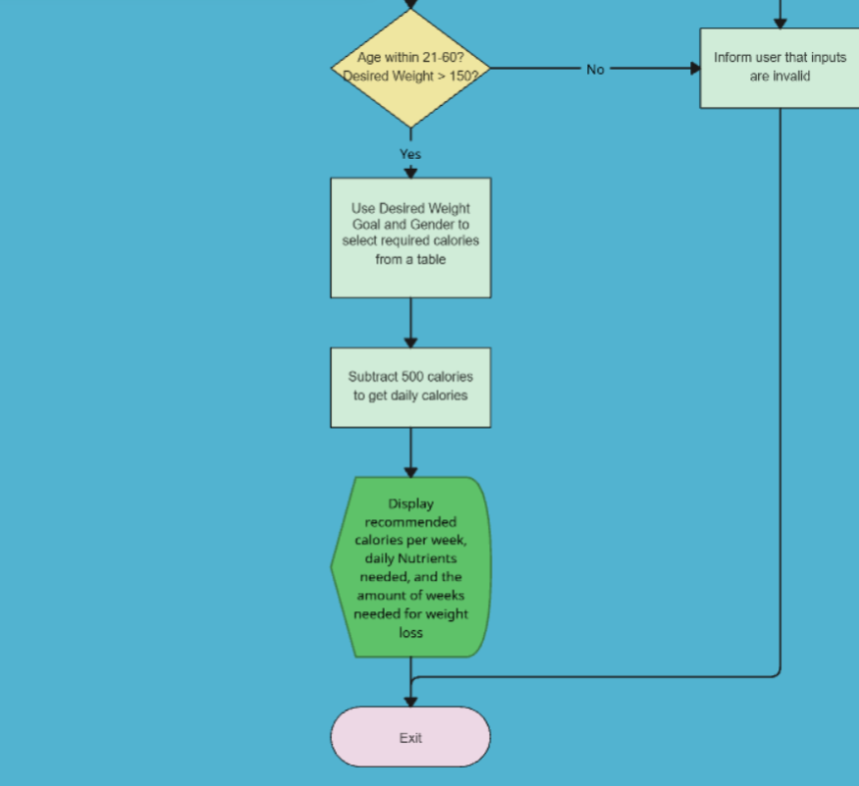 Age within 21-60?
Desired Weight > 150?
No
Inform user that inputs
are invalid
Yes
Use Desired Weight
Goal and Gender to
select required calories
from a table
Subtract 500 calories
to get daily calories
Display
recommended
calories per week,
daily Nutrients
needed, and the
amount of weeks
needed for weight
loss
Exit